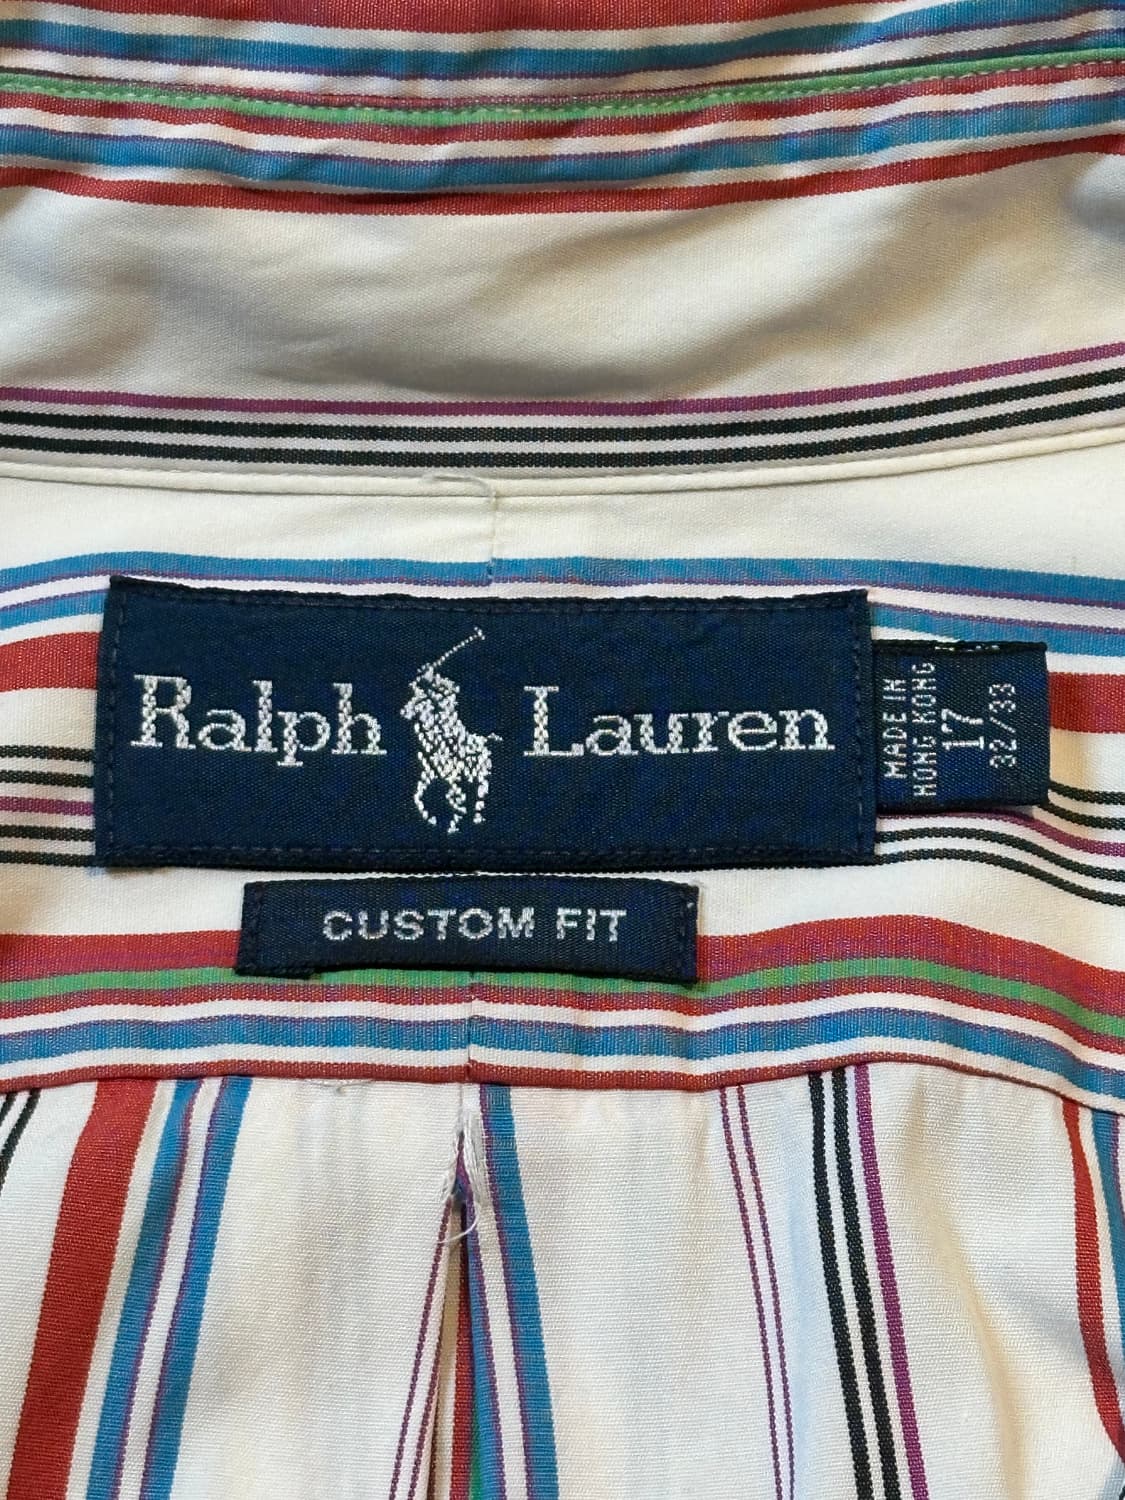 Ralph Lauren
MADE IN
HONG KONG
17
32/33
CUSTOM FIT